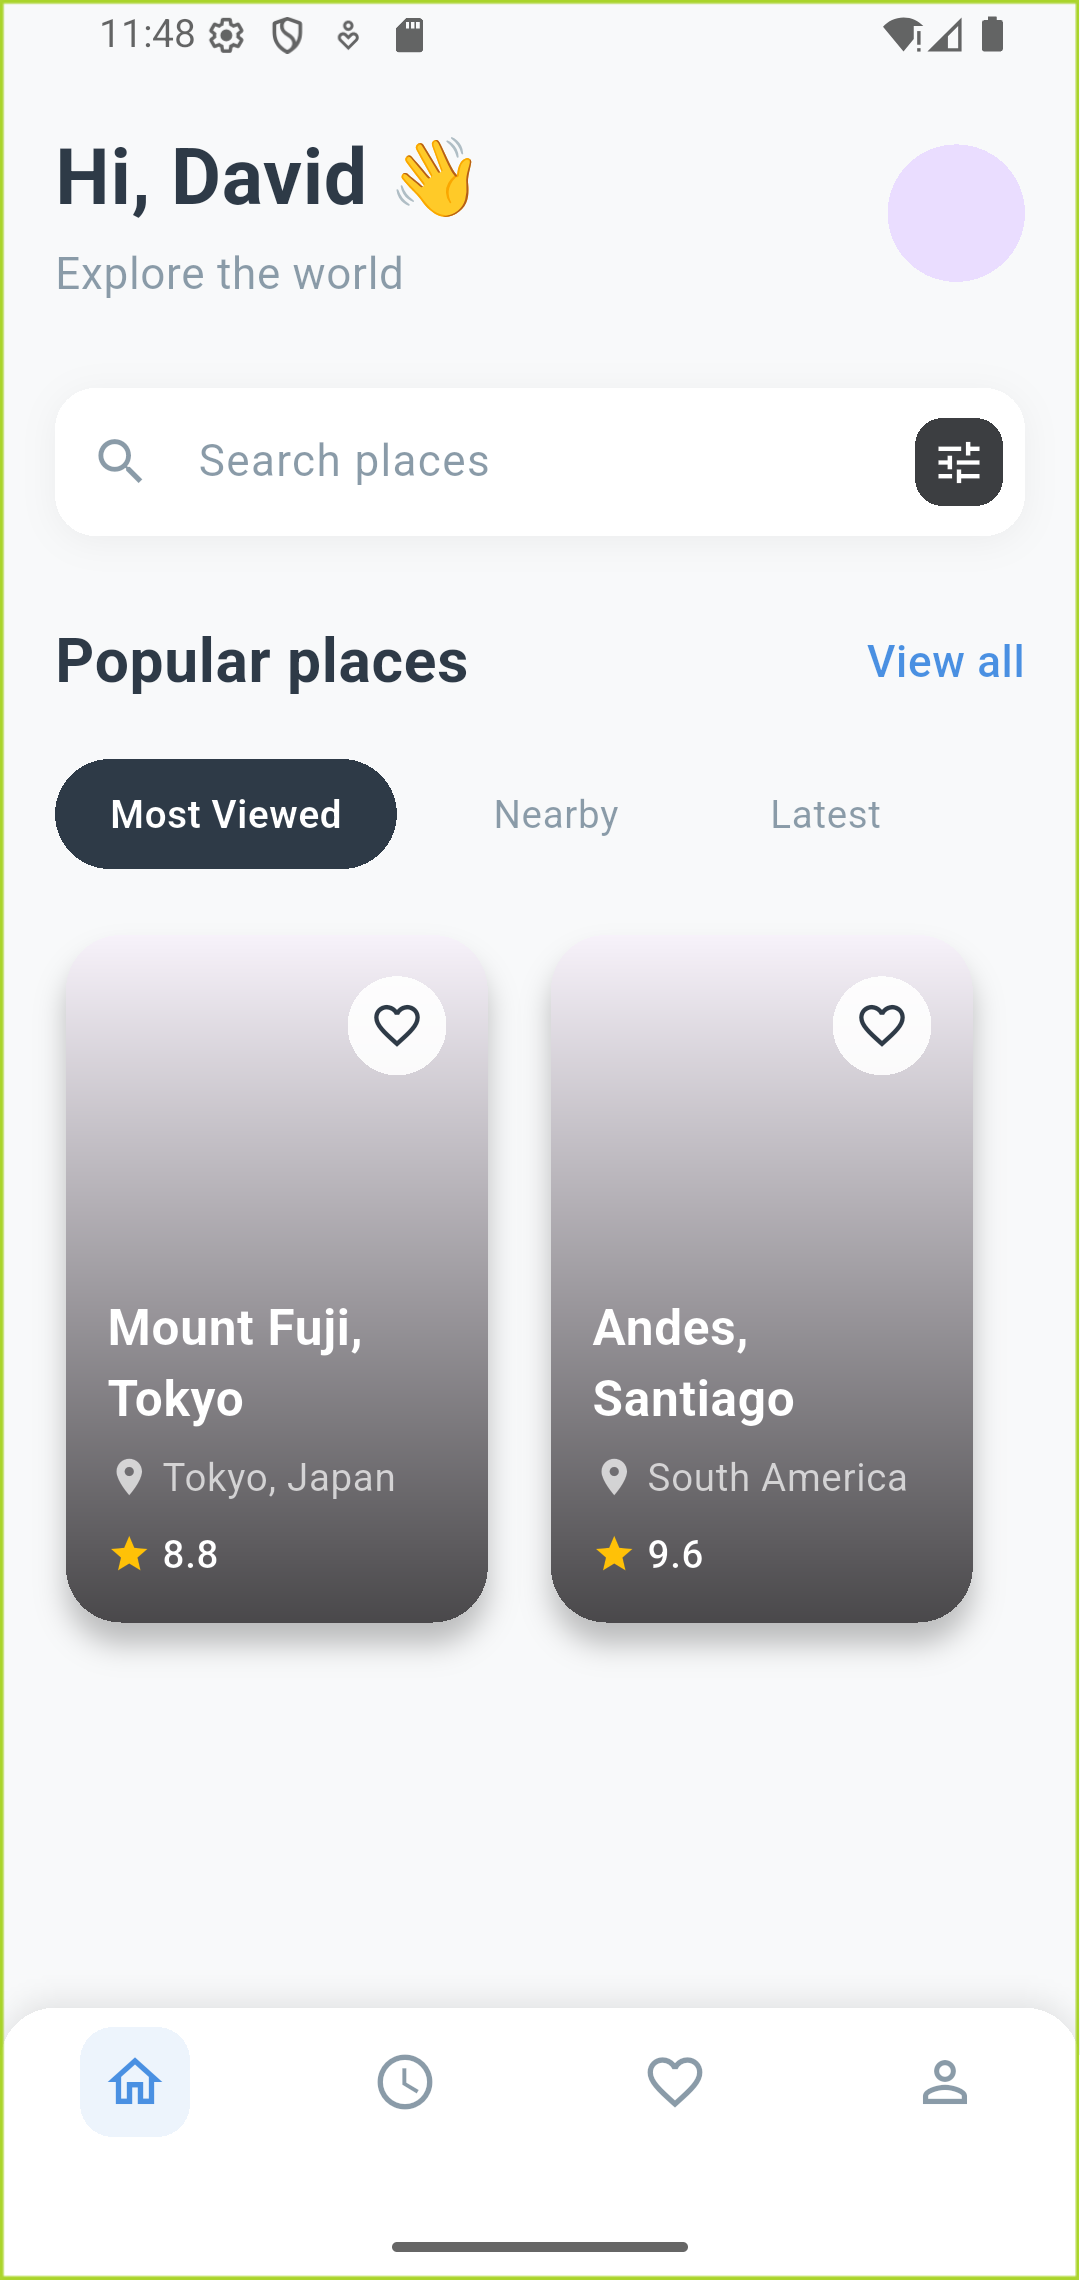 11:48
Hi, David 👋
Explore the world
Search places
Popular places
View all
Most Viewed
Nearby
Latest
Mount Fuji,
Tokyo
Tokyo, Japan
8.8
Andes,
Santiago
South America
9.6